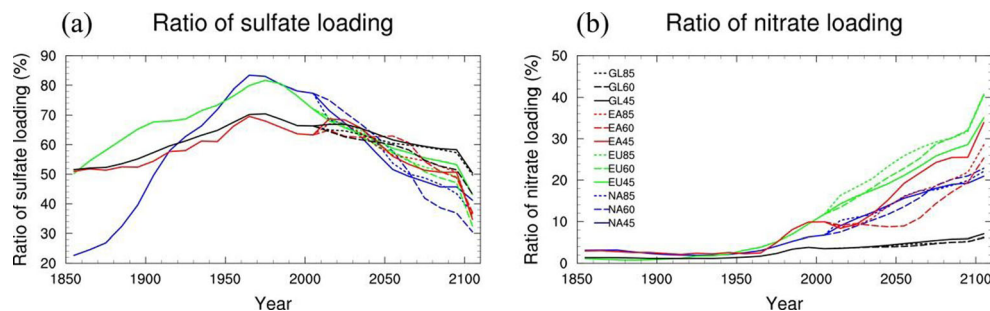 (a) Ratio of sulfate loading
Ratio of sulfate loading (%)
90
80
70
60
50
40
30
20
1850 1900 1950 2000 2050 2100
Year
(b) Ratio of nitrate loading
Ratio of nitrate loading (%)
50
40
30
20
10
0
GL85
GL60
GL45
EA85
EA60
EA45
EU85
EU60
EU45
NA85
NA60
NA45
1850 1900 1950 2000 2050 2100
Year